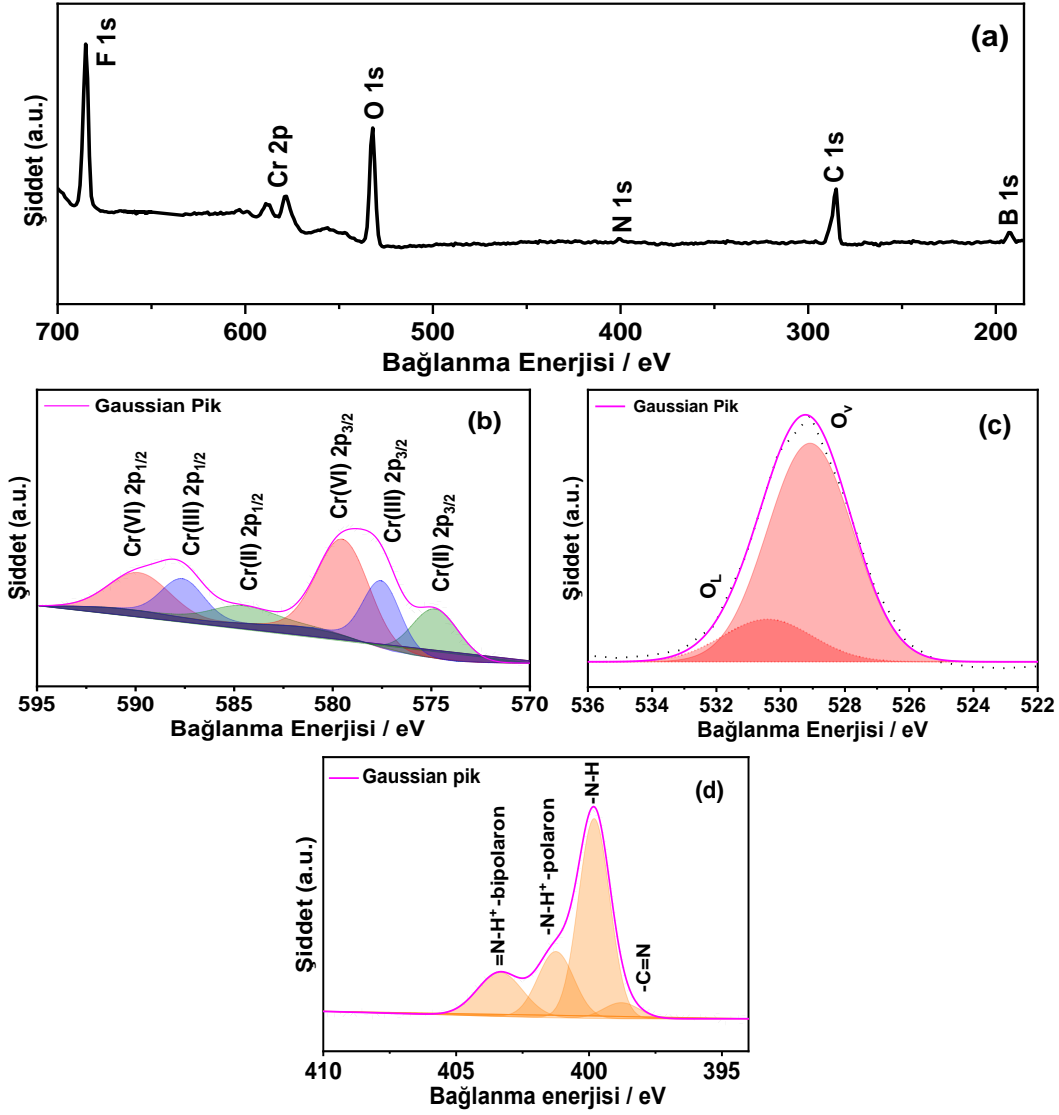 (a)
F 1s
Cr 2p
O 1s
N 1s
C 1s
B 1s
Şiddet (a.u.)
700 600 500 400 300 200
Bağlanma Enerjisi / eV
Gaussian Pik
(b)
Cr(VI) 2p1/2
Cr(III) 2p1/2
Cr(II) 2p1/2
Cr(VI) 2p3/2
Cr(III) 2p3/2
Cr(II) 2p3/2
Şiddet (a.u.)
595 590 585 580 575 570
Bağlanma Enerjisi / eV
Gaussian Pik
(c)
OL
Ov
Şiddet (a.u.)
536 534 532 530 528 526 524 522
Bağlanma Enerjisi / eV
Gaussian pik
(d)
=N-H+-bipolaron
-N-H+-polaron
-N-H
-C=N
Şiddet (a.u.)
410 405 400 395
Bağlanma enerjisi / eV